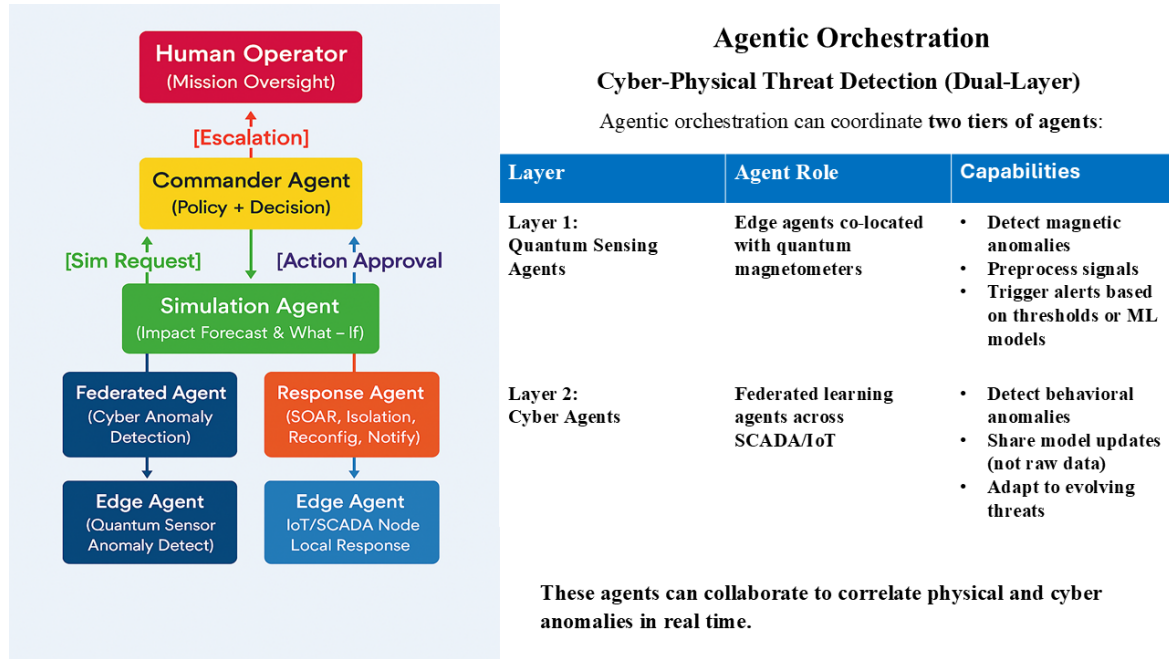 Human Operator
(Mission Oversight)
[Escalation]
Commander Agent
(Policy + Decision)
[Sim Request]
[Action Approval
Simulation Agent
(Impact Forecast & What – If)
Federated Agent
(Cyber Anomaly
Detection)
Response Agent
(SOAR, Isolation,
Reconfig, Notify)
Edge Agent
(Quantum Sensor
Anomaly Detect)
Edge Agent
IoT/SCADA Node
Local Response
Agentic Orchestration
Cyber-Physical Threat Detection (Dual-Layer)
Agentic orchestration can coordinate two tiers of agents:
Layer
Agent Role
Capabilities
Layer 1:
Quantum Sensing
Agents
Edge agents co-located
with quantum
magnetometers
• Detect magnetic
anomalies
• Preprocess signals
• Trigger alerts based
on thresholds or ML
models
Layer 2:
Cyber Agents
Federated learning
agents across
SCADA/IoT
• Detect behavioral
anomalies
• Share model updates
(not raw data)
• Adapt to evolving
threats
These agents can collaborate to correlate physical and cyber
anomalies in real time.